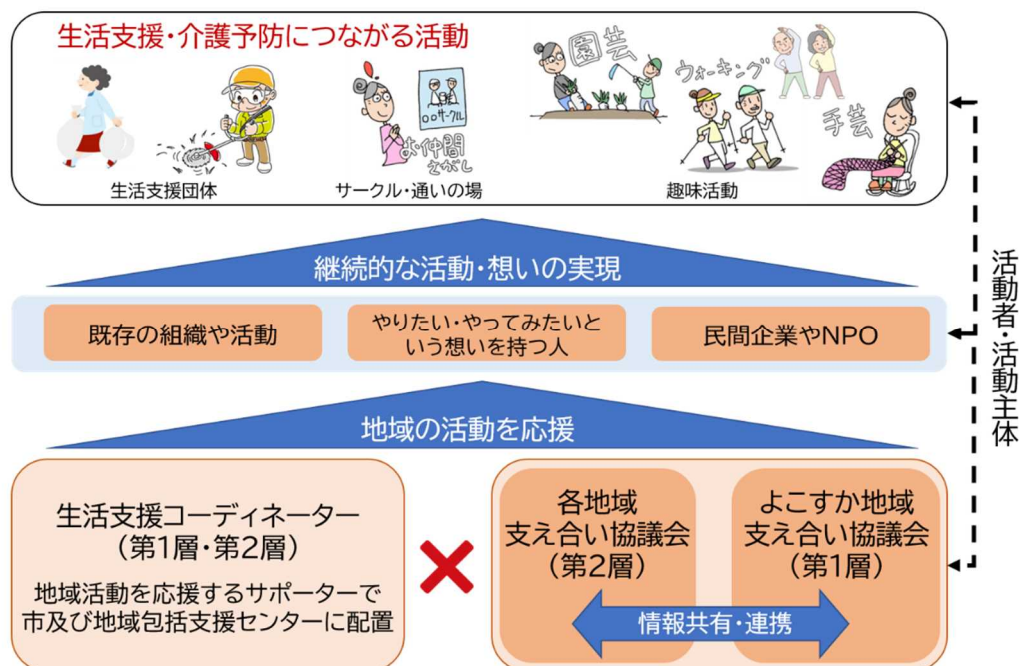 生活支援・介護予防につながる活動
園芸
ウォーキング
手芸
○○サークル
お仲間
さがし
生活支援団体
サークル・通いの場
趣味活動
継続的な活動・想いの実現
既存の組織や活動
やりたい・やってみたいと
いう想いを持つ人
民間企業やNPO
活動者・活動主体
地域の活動を応援
生活支援コーディネーター
（第1層・第2層）
地域活動を応援するサポーターで
市及び地域包括支援センターに配置
各地域
支え合い協議会
（第2層）
よこすか地域
支え合い協議会
（第1層）
情報共有・連携